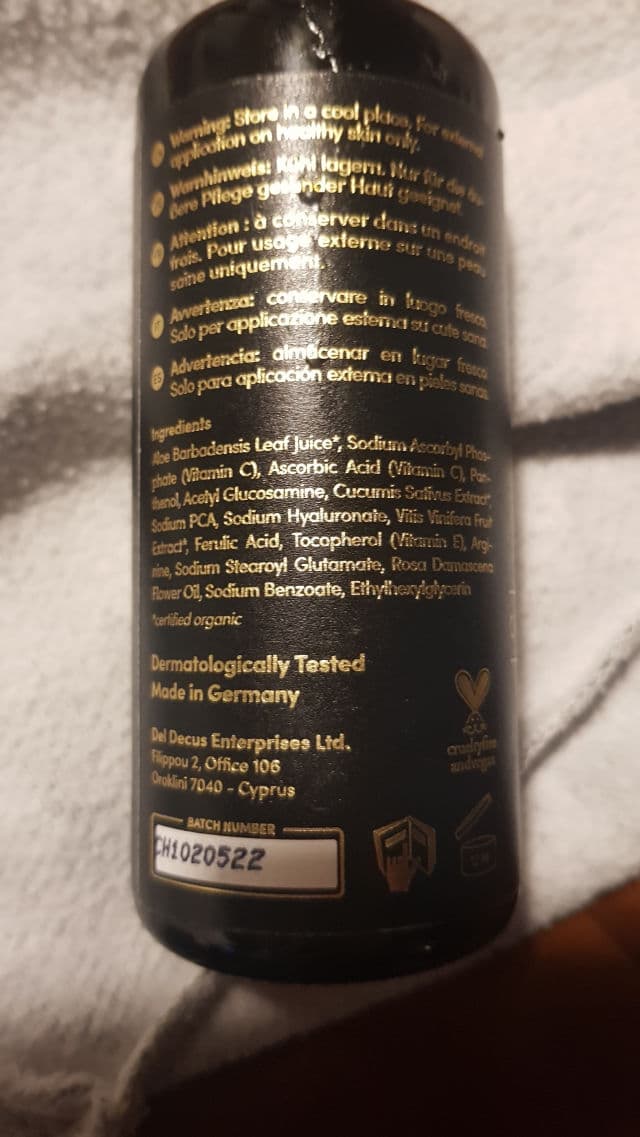 Warning: Store in a cool place, For external
application on healthy skin only.
Warnhinweis: Kühl lagern. Nur für die äu-
ßere Pflege gesunder Haut geeignet.
Attention : à conserver dans un endroit
frais. Pour usage externe sur une peau
saine uniquement.
IT
Avvertenza: conservare in luogo fresco.
Solo per applicazione esterna su cute sana.
ES
Advertencia: almacenar en lugar fresco.
Solo para aplicación externa en pieles sanas.
Ingredients
Aloe Barbadensis Leaf Juice*, Sodium Ascorbyl Phos-
phate (Vitamin C), Ascorbic Acid (Vitamin C), Pan-
thenol, Acetyl Glucosamine, Cucumis Sativus Extract*,
Sodium PCA, Sodium Hyaluronate, Vitis Vinifera Fruit
Extract*, Ferulic Acid, Tocopherol (Vitamin E), Argi-
nine, Sodium Stearoyl Glutamate, Rosa Damascena
Flower Oil, Sodium Benzoate, Ethylhexylglycerin
*certified organic
Dermatologically Tested
Made in Germany
Del Decus Enterprises Ltd.
Filippou 2, Office 106
Oroklini 7040 - Cyprus
crueltyfree
andvegan
BATCH NUMBER
CH1020522